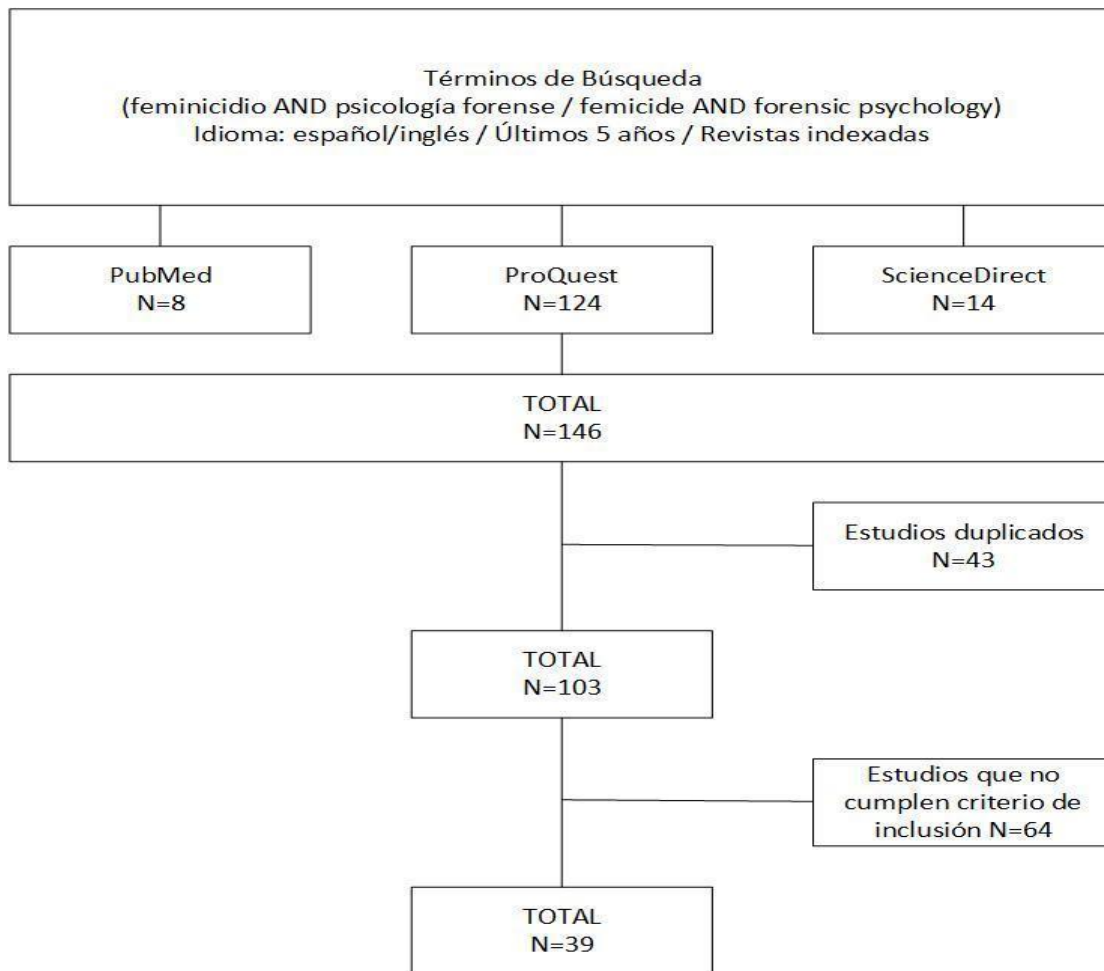 Términos de Búsqueda
(feminicidio AND psicología forense / femicide AND forensic psychology)
Idioma: español/inglés / Últimos 5 años / Revistas indexadas
PubMed
N=8
ProQuest
N=124
ScienceDirect
N=14
TOTAL
N=146
Estudios duplicados
N=43
TOTAL
N=103
Estudios que no
cumplen criterio de
inclusión N=64
TOTAL
N=39